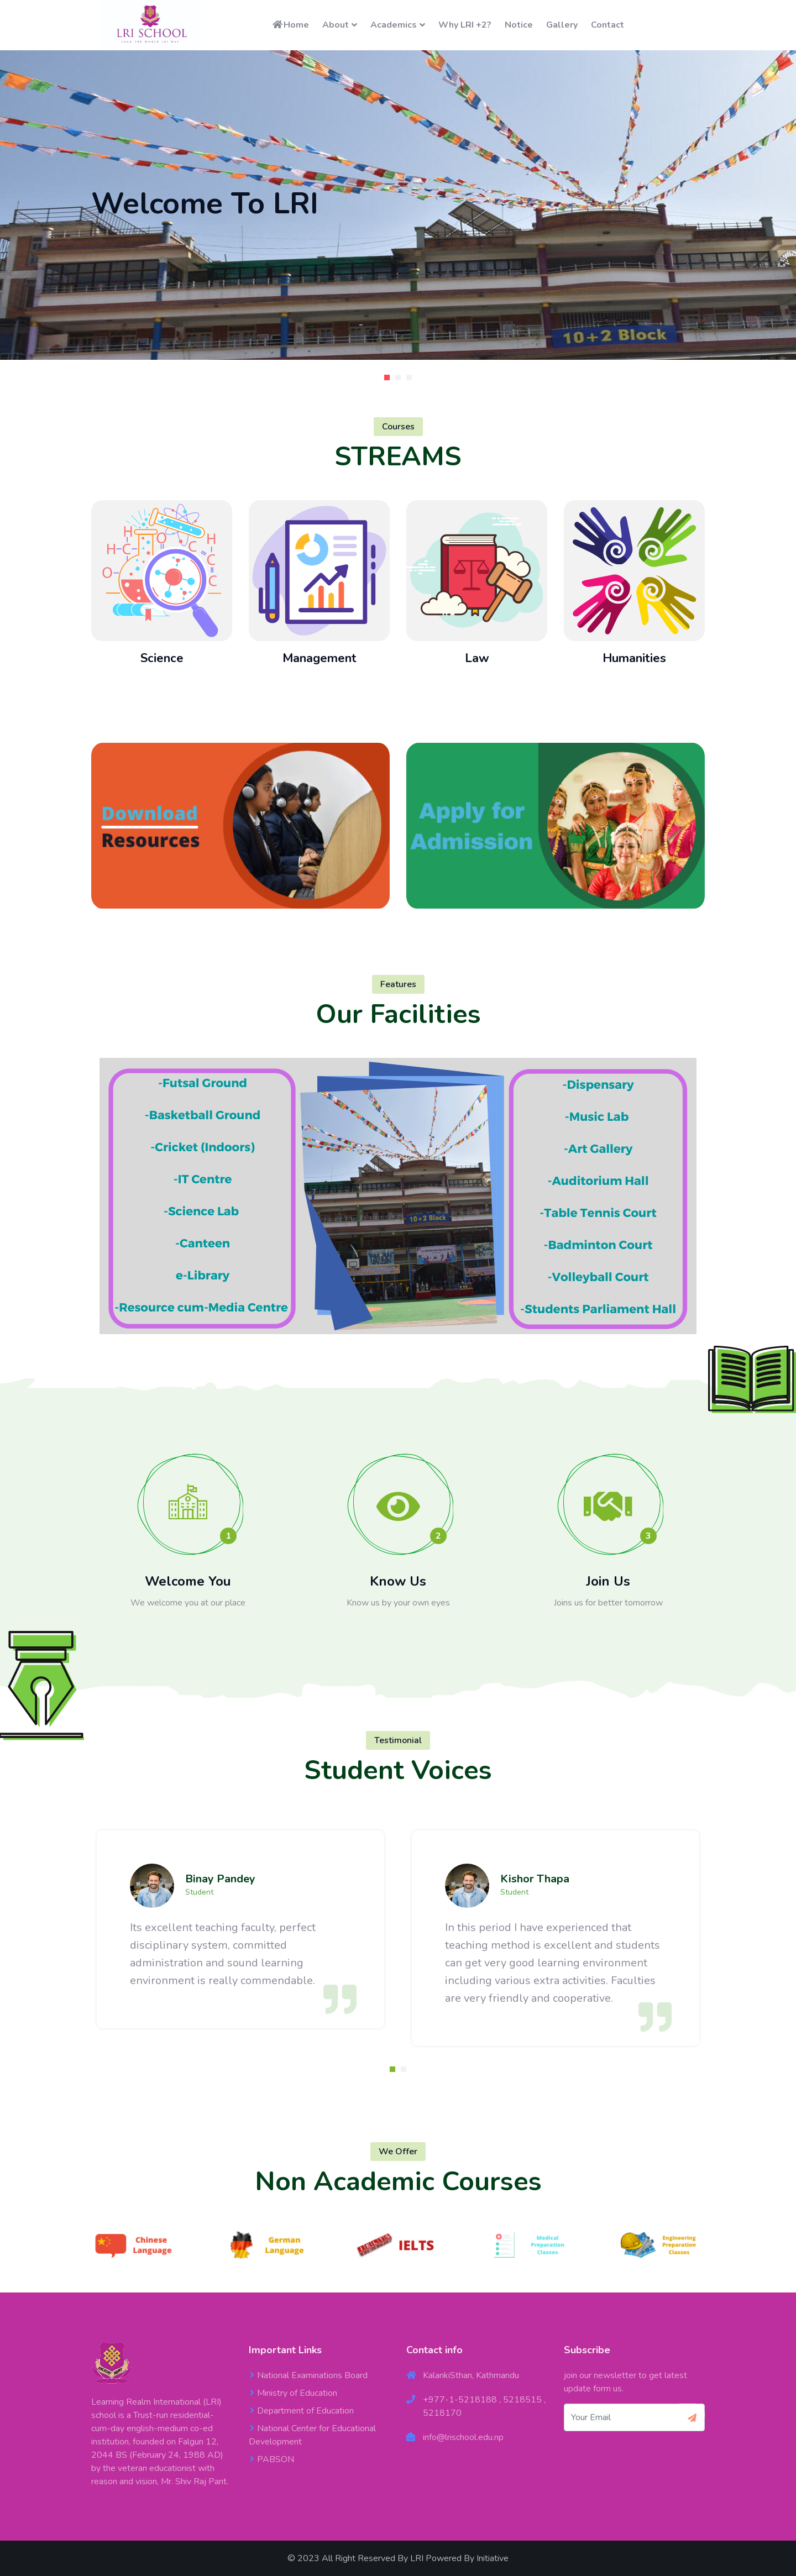 LRI SCHOOL
Home About Academics Why LRI +2? Notice Gallery Contact
Welcome To LRI
10+2 Block
Courses
STREAMS
Science
Management
Law
Humanities
Download
Resources
Apply for
Admission
Features
Our Facilities
-Futsal Ground
-Basketball Ground
-Cricket (Indoors)
-IT Centre
-Science Lab
-Canteen
e-Library
-Resource cum-Media Centre
10+2 Block
-Dispensary
-Music Lab
-Art Gallery
-Auditorium Hall
-Table Tennis Court
-Badminton Court
-Volleyball Court
-Students Parliament Hall
1
Welcome You
We welcome you at our place
2
Know Us
Know us by your own eyes
3
Join Us
Joins us for better tomorrow
Testimonial
Student Voices
Binay Pandey
Student
Its excellent teaching faculty, perfect
disciplinary system, committed
administration and sound learning
environment is really commendable.
Kishor Thapa
Student
In this period I have experienced that
teaching method is excellent and students
can get very good learning environment
including various extra activities. Faculties
are very friendly and cooperative.
We Offer
Non Academic Courses
Chinese
Language
German
Language
IELTS
Medical
Preparation
Classes
Engineering
Preparation
Classes
Learning Realm International (LRI)
school is a Trust-run residential-
cum-day english-medium co-ed
institution, founded on Falgun 12,
2044 BS (February 24, 1988 AD)
by the veteran educationist with
reason and vision, Mr. Shiv Raj Pant.
Important Links
National Examinations Board
Ministry of Education
Department of Education
National Center for Educational
Development
PABSON
Contact info
KalankiSthan, Kathmandu
+977-1-5218188 , 5218515 ,
5218170
info@lrischool.edu.np
Subscribe
join our newsletter to get latest
update form us.
Your Email
© 2023 All Right Reserved By LRI Powered By Initiative